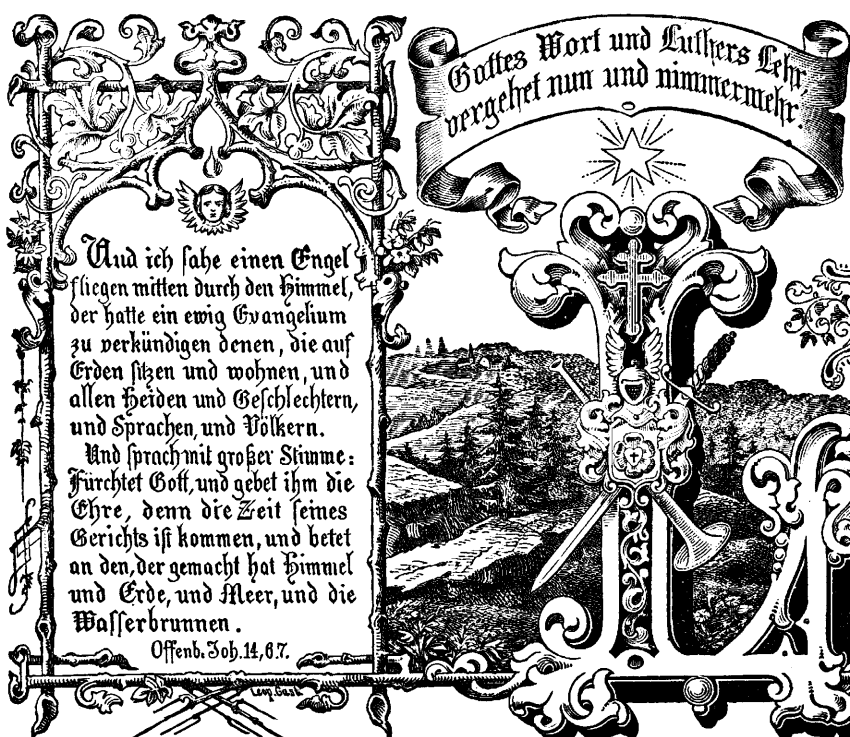 Gottes Wort und Luthers Lehr
vergehet nun und nimmermehr.
Und ich sahe einen Engel
fliegen mitten durch den Himmel,
der hatte ein ewig Evangelium
zu verkündigen denen, die auf
Erden sitzen und wohnen, und
allen Heiden und Geschlechtern,
und Sprachen, und Völkern.
Und sprach mit großer Stimme:
Fürchtet Gott, und gebet ihm die
Ehre, denn die Zeit seines
Gerichts ist kommen, und betet
an den, der gemacht hat Himmel
und Erde, und Meer, und die
Wasserbrunnen.
Offenb. Joh. 14, 6.7.
Leop. Gast
L